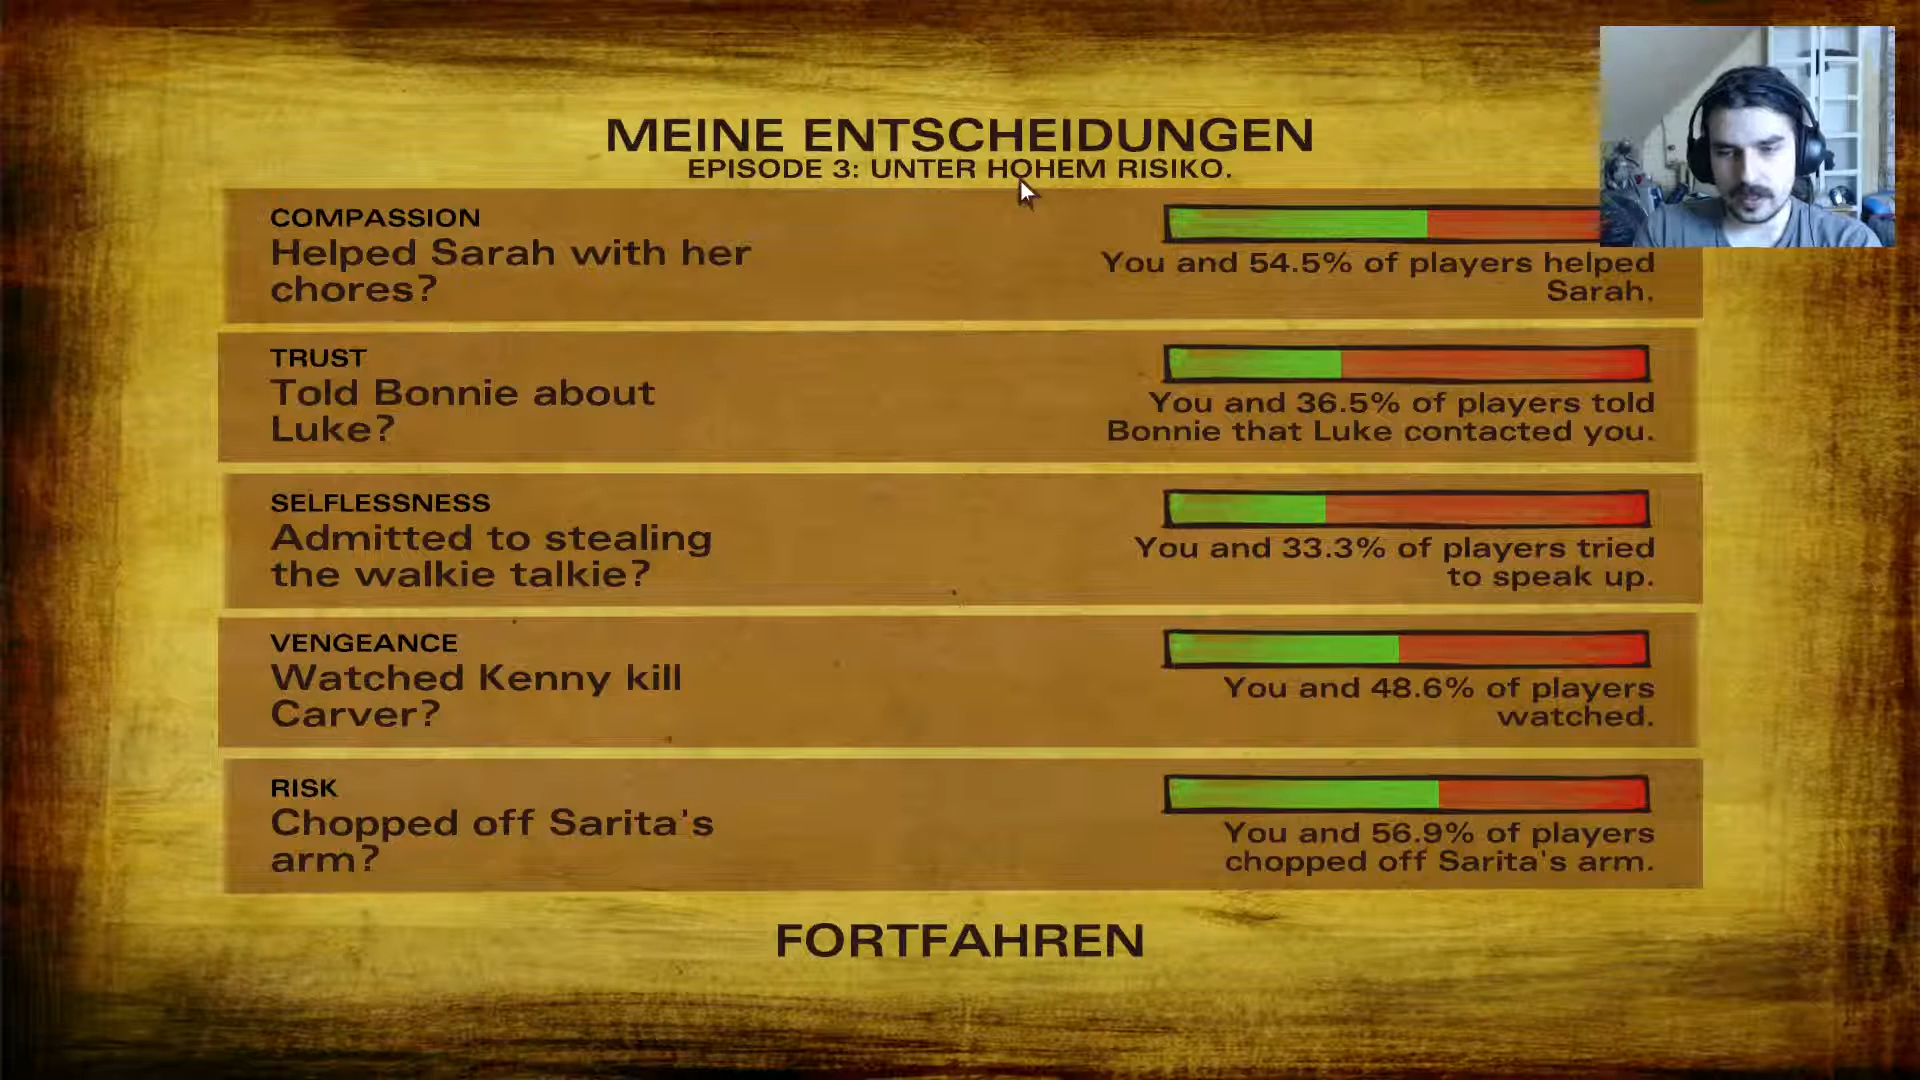 MEINE ENTSCHEIDUNGEN
EPISODE 3: UNTER HOHEM RISIKO.
COMPASSION
Helped Sarah with her
chores?
You and 54.5% of players helped
Sarah.
TRUST
Told Bonnie about
Luke?
You and 36.5% of players told
Bonnie that Luke contacted you.
SELFLESSNESS
Admitted to stealing
the walkie talkie?
You and 33.3% of players tried
to speak up.
VENGEANCE
Watched Kenny kill
Carver?
You and 48.6% of players
watched.
RISK
Chopped off Sarita's
arm?
You and 56.9% of players
chopped off Sarita's arm.
FORTFAHREN